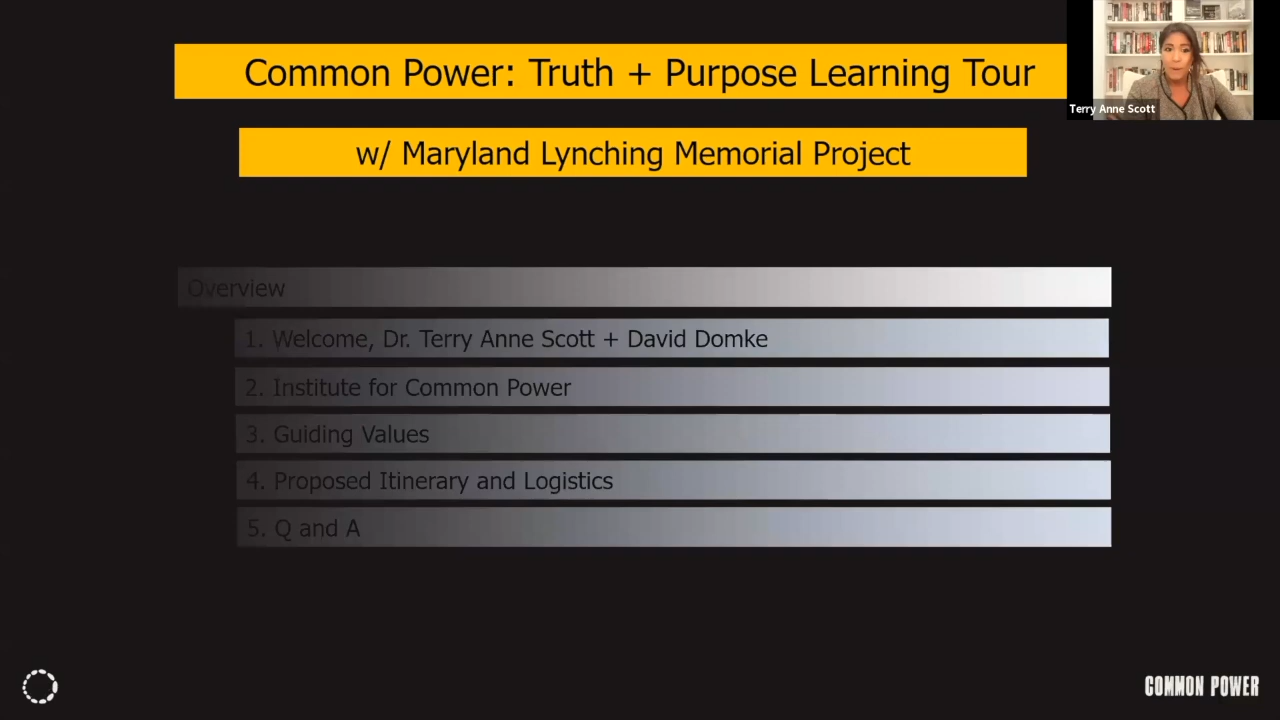 Common Power: Truth + Purpose Learning Tour
Terry Anne Scott
w/ Maryland Lynching Memorial Project
Overview
1. Welcome, Dr. Terry Anne Scott + David Domke
2. Institute for Common Power
3. Guiding Values
4. Proposed Itinerary and Logistics
5. Q and A
COMMON POWER